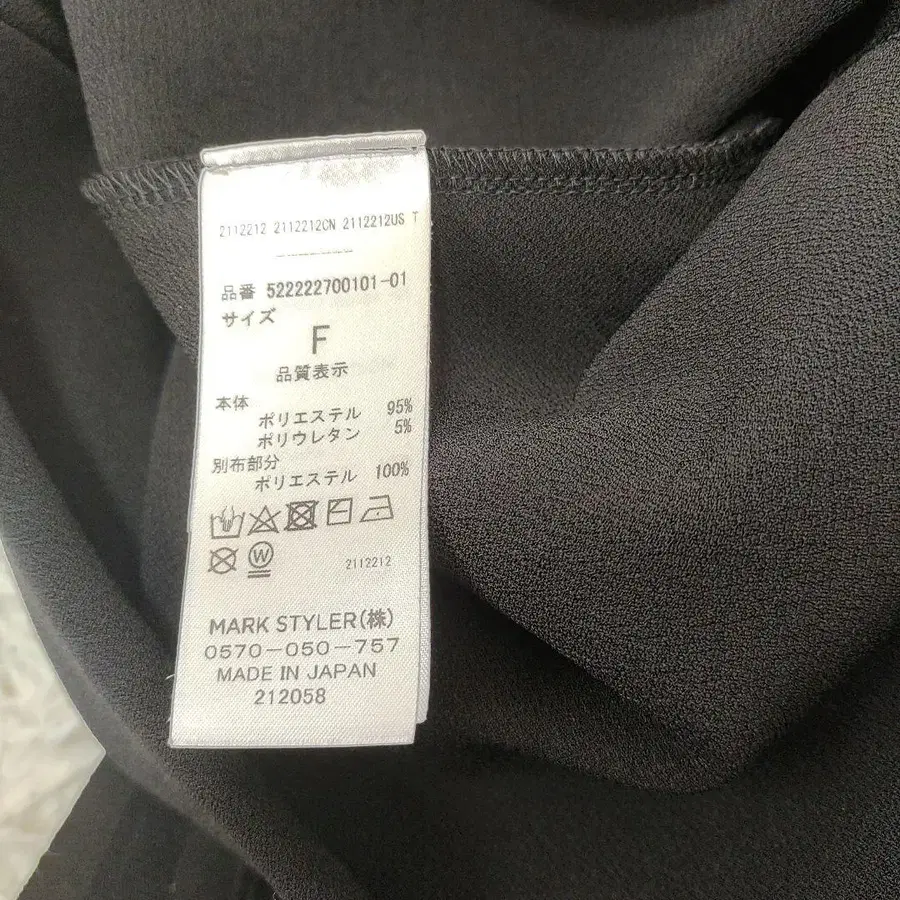 2112212 2112212CN 2112212US T
品番 522222700101-01
サイズ
F
品質表示
本体
ポリエステル 95%
ポリウレタン 5%
別布部分
ポリエステル 100%
W
2112212
MARK STYLER(株)
0570-050-757
MADE IN JAPAN
212058